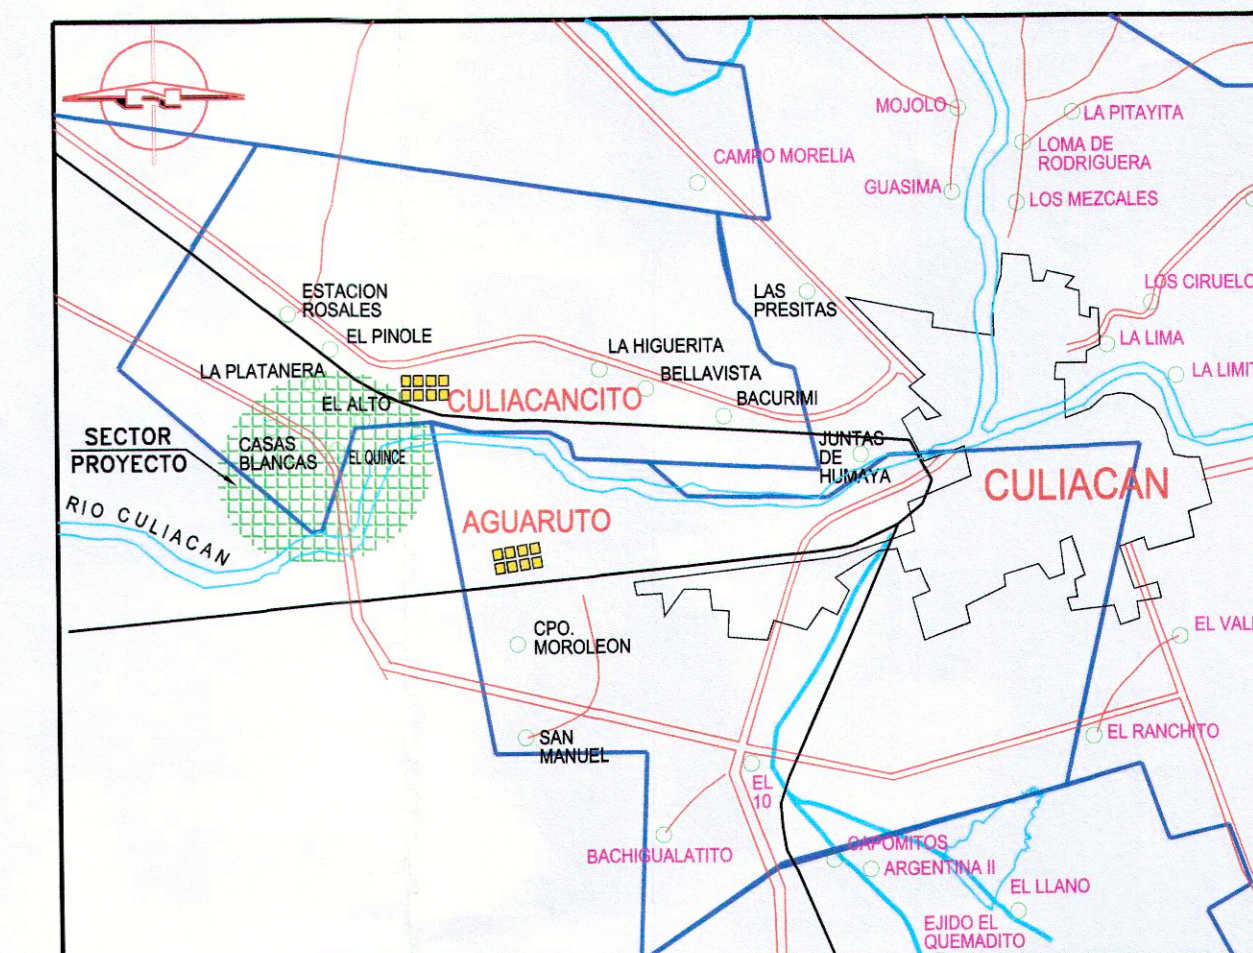 MOJOLO
LA PITAYITA
LOMA DE
RODRIGUERA
CAMPO MORELIA
GUASIMA
LOS MEZCALES
ESTACION
ROSALES
LAS
PRESITAS
LOS CIRUELO
EL PINOLE
LA HIGUERITA
LA LIMA
LA PLATANERA
BELLAVISTA
LA LIMIT
EL ALTO
CULIACANCITO
BACURIMI
SECTOR
PROYECTO
CASAS
BLANCAS
EL QUINCE
JUNTAS
DE
HUMAYA
CULIACAN
RIO CULIACAN
AGUARUTO
CPO.
MOROLEON
EL VALL
SAN
MANUEL
EL RANCHITO
EL
10
BACHIGUALATITO
CAPOMITOS
ARGENTINA II
EL LLANO
EJIDO EL
QUEMADITO